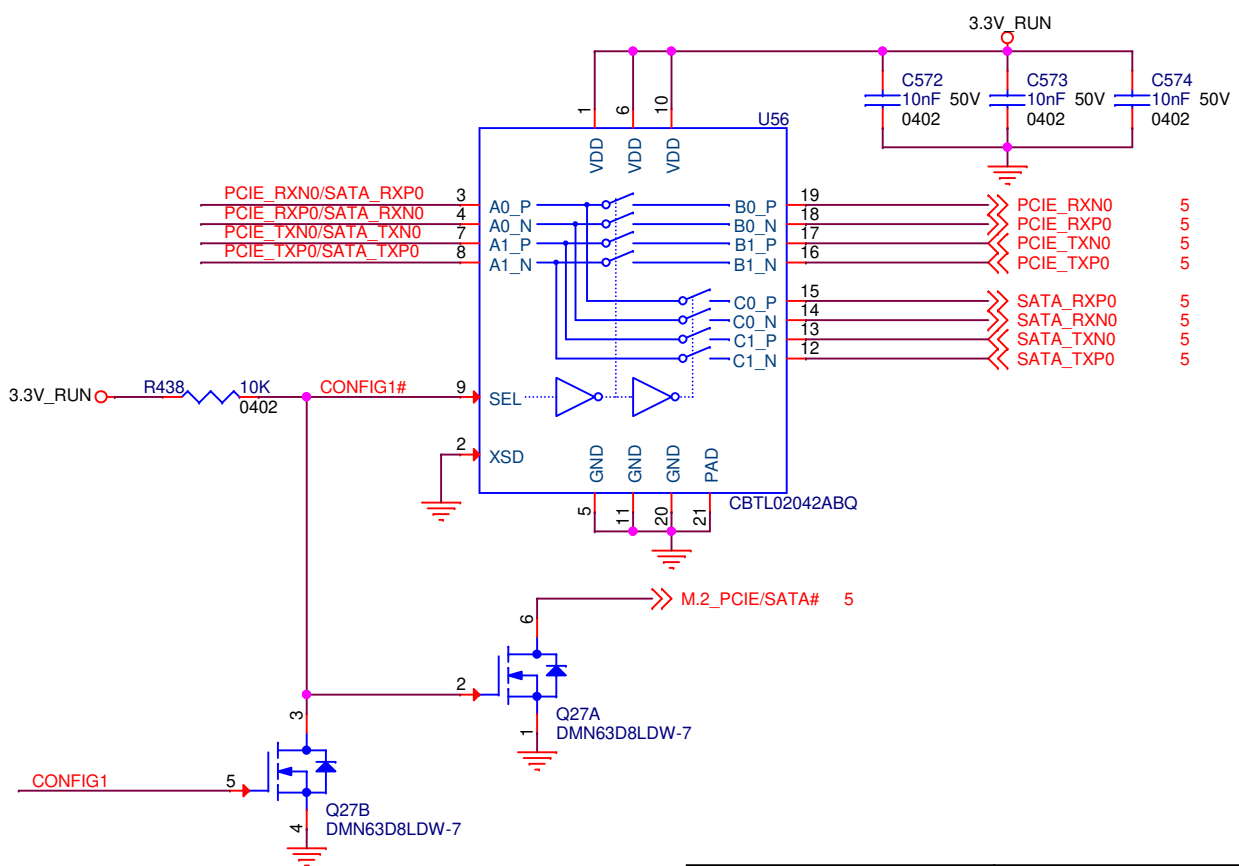 3.3V_RUN
C572
10nF 50V
0402
C573
10nF 50V
0402
C574
10nF 50V
0402
1
6
10
U56
VDD
VDD
VDD
PCIE_RXN0/SATA_RXP0
3
A0_P
B0_P
19
PCIE_RXN0
5
PCIE_RXP0/SATA_RXN0
4
A0_N
B0_N
18
PCIE_RXP0
5
PCIE_TXN0/SATA_TXN0
7
A1_P
B1_P
17
PCIE_TXN0
5
PCIE_TXP0/SATA_TXP0
8
A1_N
B1_N
16
PCIE_TXP0
5
C0_P
15
SATA_RXP0
5
C0_N
14
SATA_RXN0
5
C1_P
13
SATA_TXN0
5
C1_N
12
SATA_TXP0
5
3.3V_RUN
R438
10K
0402
CONFIG1#
9
SEL
2
XSD
GND
GND
GND
PAD
5
11
20
21
CBTL02042ABQ
M.2_PCIE/SATA#
5
6
2
1
Q27A
DMN63D8LDW-7
3
CONFIG1
5
4
Q27B
DMN63D8LDW-7